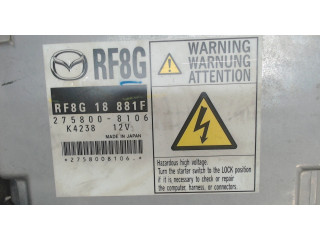 RF8G
RF8G 18 881F
275800-8106
K4238 12V
MADE IN JAPAN
*2758008106*
WARNING
WARNUNG
ATTENTION
Hazardous high voltage.
Turn the starter switch to the LOCK position
if it is necessary to check or repair
the computer, harness, or connectors.